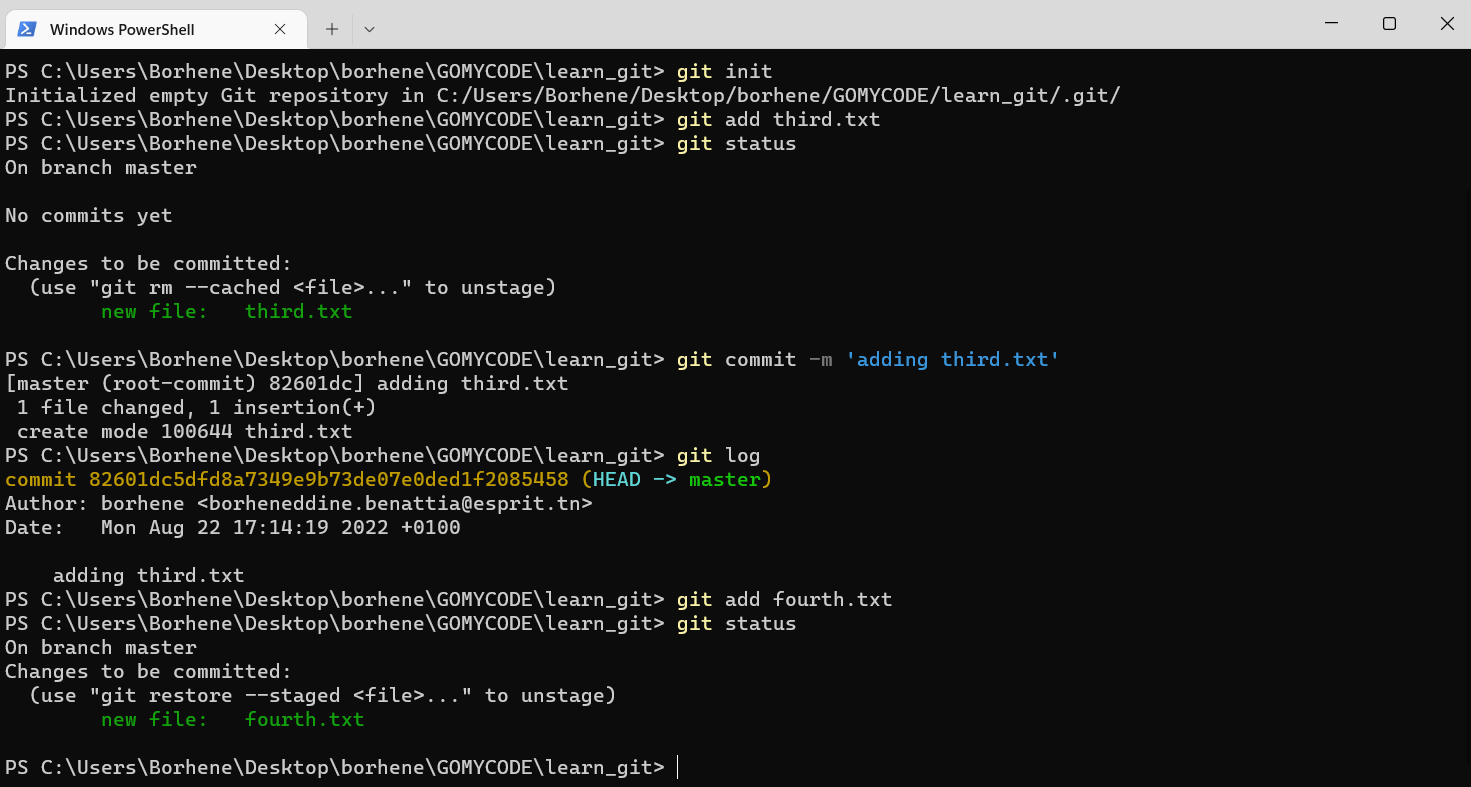 Windows PowerShell
PS C:\Users\Borhene\Desktop\borhene\GOMYCODE\learn_git> git init
Initialized empty Git repository in C:/Users/Borhene/Desktop/borhene/GOMYCODE/learn_git/.git/
PS C:\Users\Borhene\Desktop\borhene\GOMYCODE\learn_git> git add third.txt
PS C:\Users\Borhene\Desktop\borhene\GOMYCODE\learn_git> git status
On branch master

No commits yet

Changes to be committed:
  (use "git rm --cached <file>..." to unstage)
        new file:   third.txt

PS C:\Users\Borhene\Desktop\borhene\GOMYCODE\learn_git> git commit -m 'adding third.txt'
[master (root-commit) 82601dc] adding third.txt
 1 file changed, 1 insertion(+)
 create mode 100644 third.txt
PS C:\Users\Borhene\Desktop\borhene\GOMYCODE\learn_git> git log
commit 82601dc5dfd8a7349e9b73de07e0ded1f2085458 (HEAD -> master)
Author: borhene <borheneddine.benattia@esprit.tn>
Date:   Mon Aug 22 17:14:19 2022 +0100

    adding third.txt
PS C:\Users\Borhene\Desktop\borhene\GOMYCODE\learn_git> git add fourth.txt
PS C:\Users\Borhene\Desktop\borhene\GOMYCODE\learn_git> git status
On branch master
Changes to be committed:
  (use "git restore --staged <file>..." to unstage)
        new file:   fourth.txt

PS C:\Users\Borhene\Desktop\borhene\GOMYCODE\learn_git>